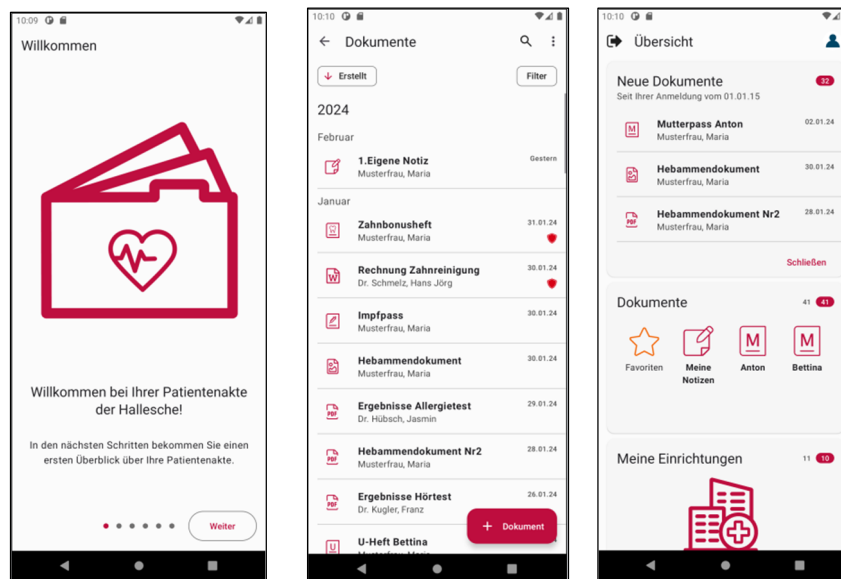 10:09
Willkommen
Willkommen bei Ihrer Patientenakte
der Hallesche!
In den nächsten Schritten bekommen Sie einen
ersten Überblick über Ihre Patientenakte.
Weiter
10:10
Dokumente
Erstellt
Filter
2024
Februar
1.Eigene Notiz
Gestern
Musterfrau, Maria
Januar
Zahnbonusheft
31.01.24
Musterfrau, Maria
W
Rechnung Zahnreinigung
30.01.24
Dr. Schmelz, Hans Jörg
Impfpass
30.01.24
Musterfrau, Maria
Hebammendokument
30.01.24
Musterfrau, Maria
PDF
Ergebnisse Allergietest
29.01.24
Dr. Hübsch, Jasmin
PDF
Hebammendokument Nr2
28.01.24
Musterfrau, Maria
PDF
Ergebnisse Hörtest
26.01.24
Dr. Kugler, Franz
+ Dokument
U
U-Heft Bettina
10:10
Übersicht
Neue Dokumente
32
Seit Ihrer Anmeldung vom 01.01.15
M
Mutterpass Anton
02.01.24
Musterfrau, Maria
Hebammendokument
30.01.24
Musterfrau, Maria
PDF
Hebammendokument Nr2
28.01.24
Musterfrau, Maria
Schließen
Dokumente
41 41
M
M
Favoriten
Meine
Notizen
Anton
Bettina
Meine Einrichtungen
11 10